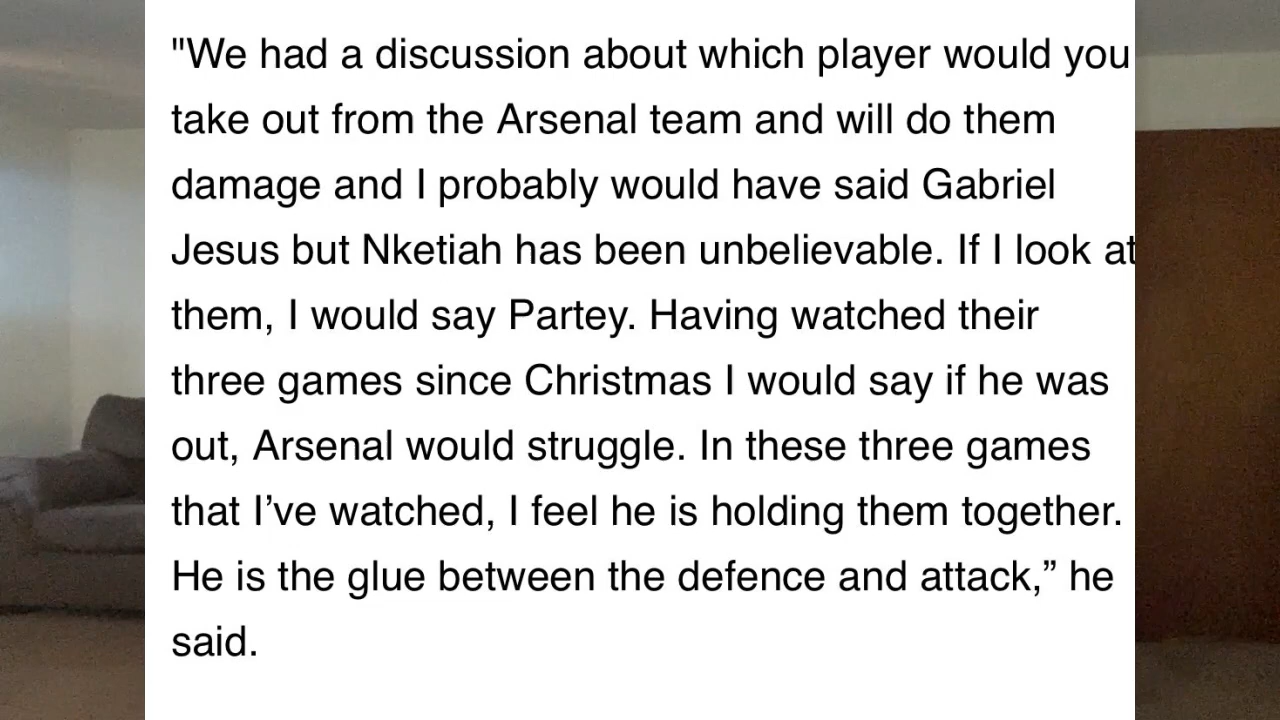 "We had a discussion about which player would you
take out from the Arsenal team and will do them
damage and I probably would have said Gabriel
Jesus but Nketiah has been unbelievable. If I look at
them, I would say Partey. Having watched their
three games since Christmas I would say if he was
out, Arsenal would struggle. In these three games
that I’ve watched, I feel he is holding them together.
He is the glue between the defence and attack,” he
said.